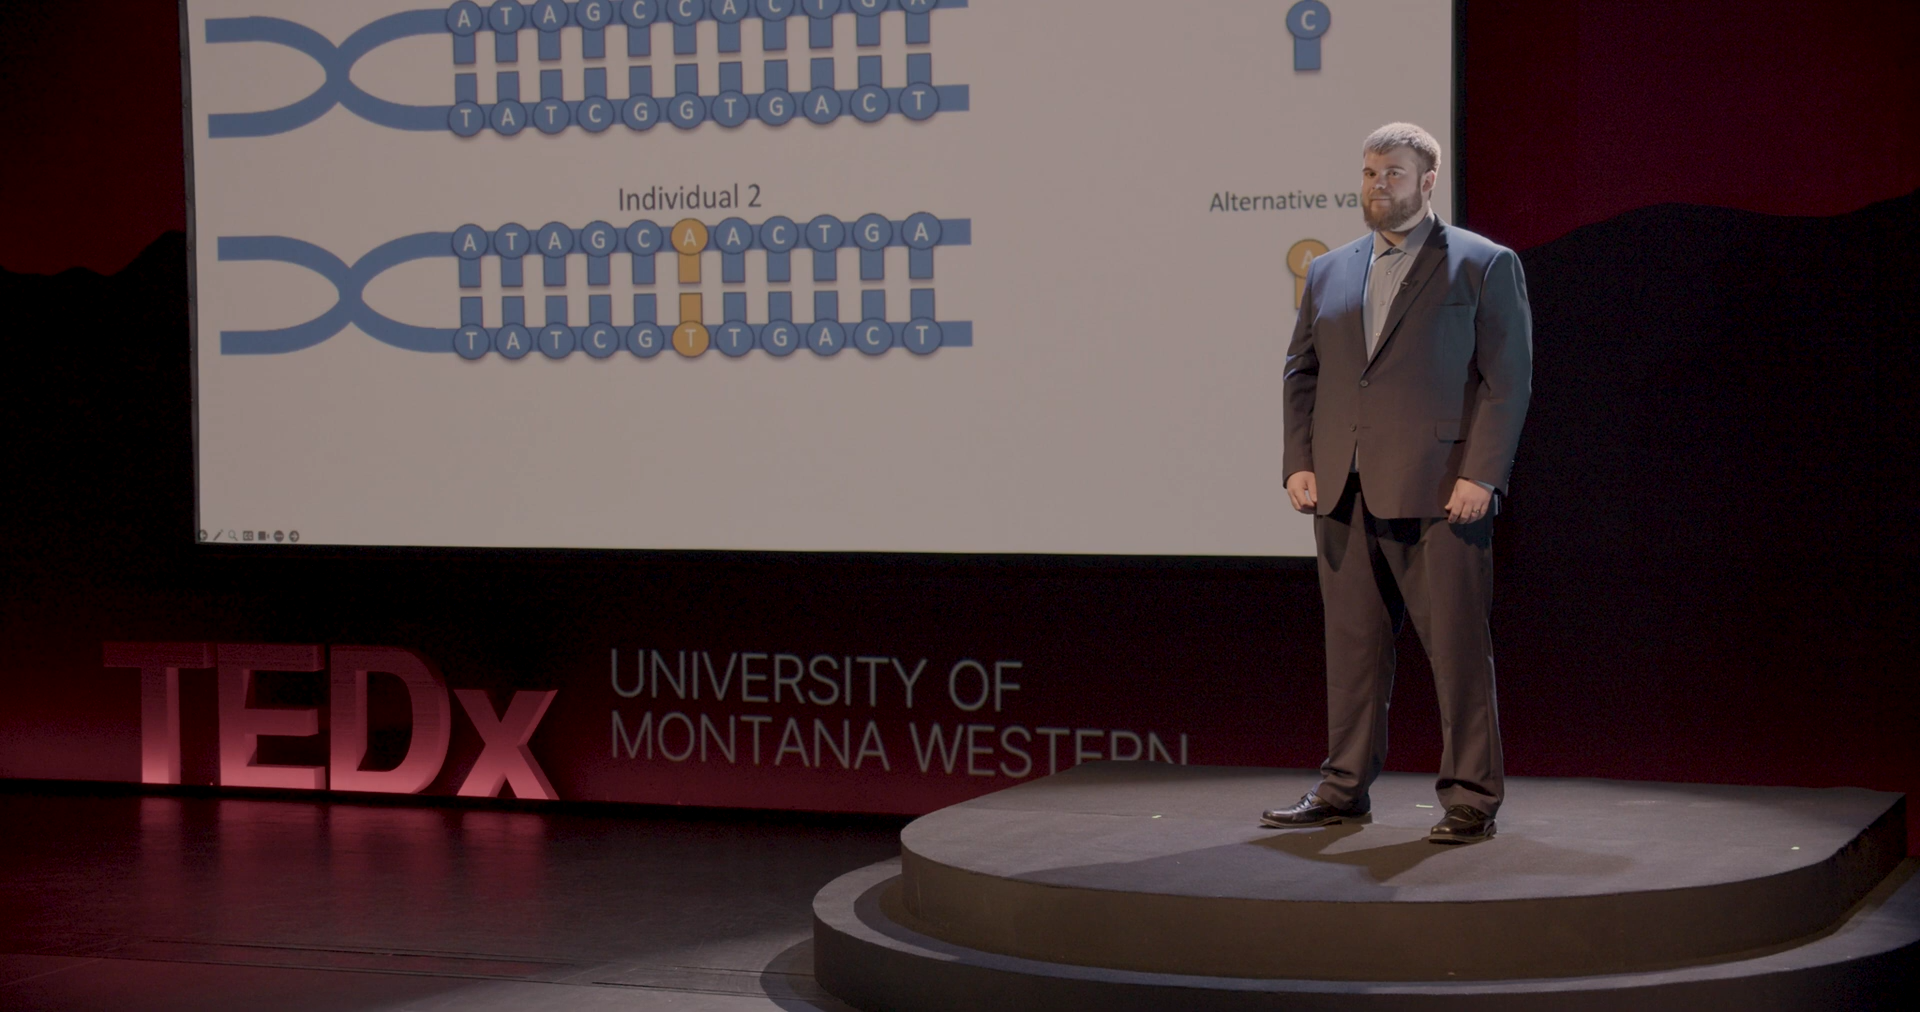 A T A G C C A C T G A
C
T A T C G G T G A C T
Individual 2
Alternative va
A T A G C A A C T G A
A
T A T C G T T G A C T
TEDx
UNIVERSITY OF
MONTANA WESTERN